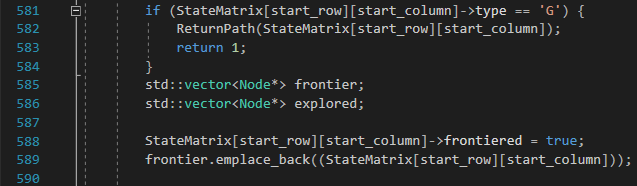 581 if (StateMatrix[start_row][start_column]->type == 'G') {
582 ReturnPath(StateMatrix[start_row][start_column]);
583 return 1;
584 }
585 std::vector<Node*> frontier;
586 std::vector<Node*> explored;
587
588 StateMatrix[start_row][start_column]->frontiered = true;
589 frontier.emplace_back((StateMatrix[start_row][start_column]));
590